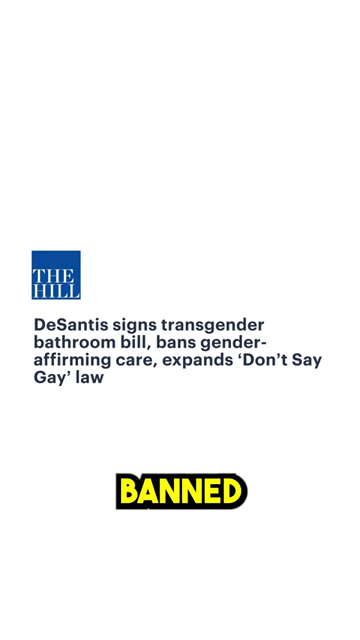 THE
HILL
DeSantis signs transgender
bathroom bill, bans gender-
affirming care, expands ‘Don’t Say
Gay’ law
BANNED